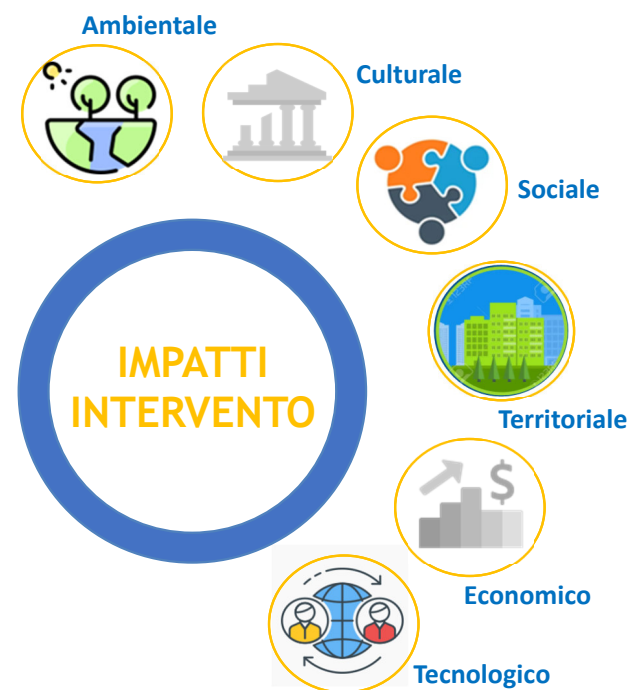 Ambientale
Culturale
Sociale
IMPATTI
INTERVENTO
Territoriale
$
Economico
Tecnologico